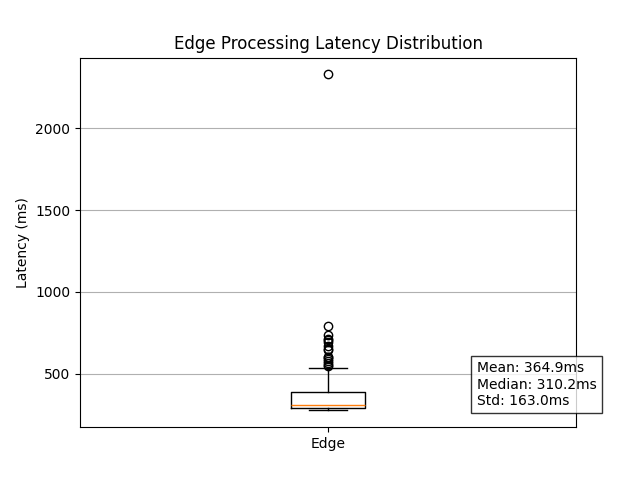 Edge Processing Latency Distribution
2000
1500
1000
500
Latency (ms)
Edge
Mean: 364.9ms
Median: 310.2ms
Std: 163.0ms